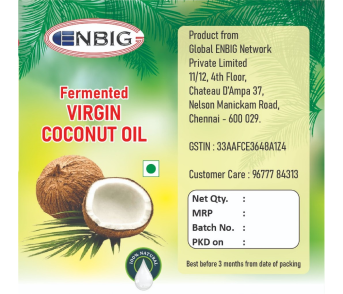 ENBIG
Fermented
VIRGIN
COCONUT OIL
100% NATURAL
Product from
Global ENBIG Network
Private Limited
11/12, 4th Floor,
Chateau D'Ampa 37,
Nelson Manickam Road,
Chennai - 600 029.
GSTIN : 33AAFCE3648A1Z4
Customer Care : 96777 84313
Net Qty. :
MRP :
Batch No. :
PKD on :
Best before 3 months from date of packing